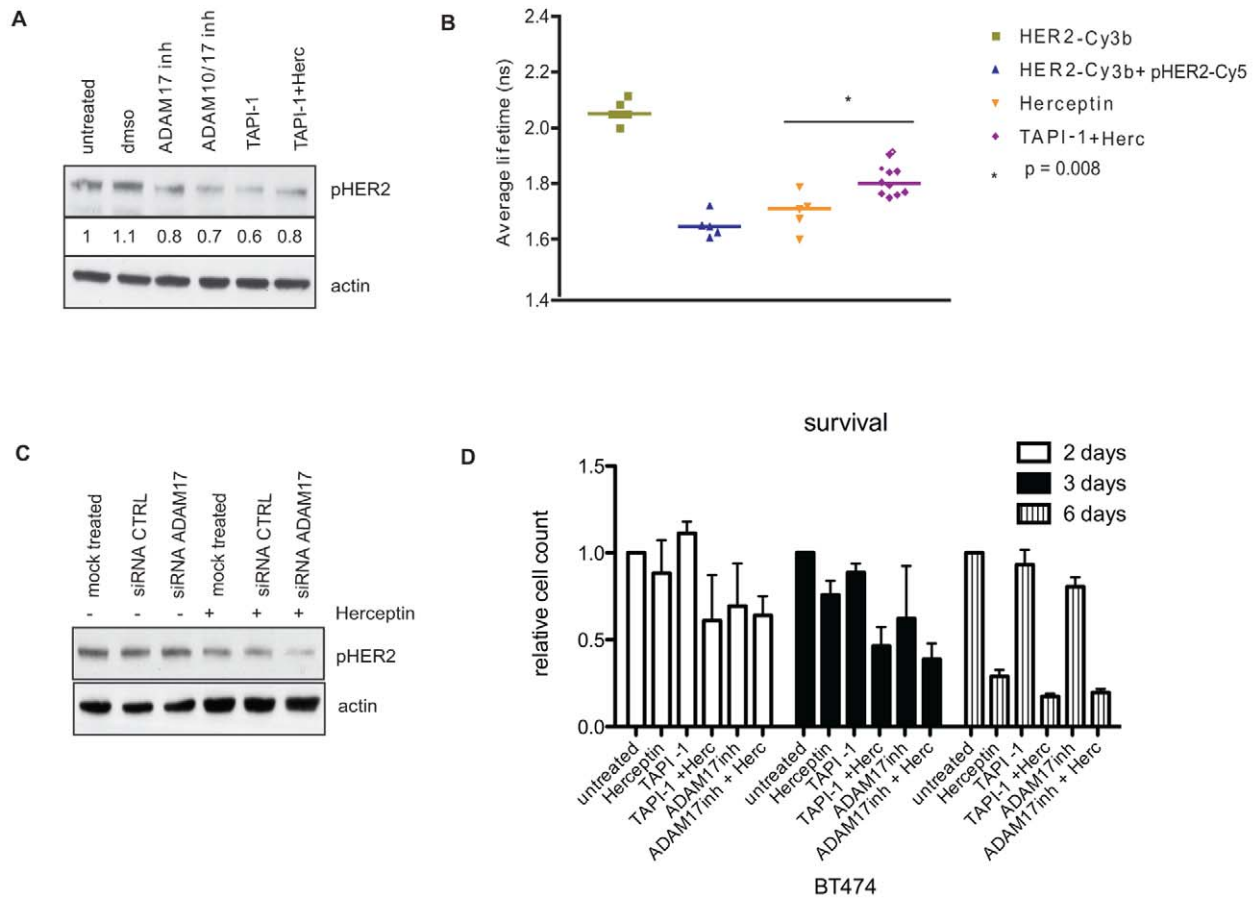 A
untreated
dmso
ADAM17 inh
ADAM10/17 inh
TAPI-1
TAPI-1+Herc
pHER2
1 1.1 0.8 0.7 0.6 0.8
actin
B
Average lifetime (ns)
2.4
2.2
2.0
1.8
1.6
1.4
*
HER2-Cy3b
HER2-Cy3b+ pHER2-Cy5
Herceptin
TAPI-1+Herc
* p = 0.008
C
mock treated
siRNA CTRL
siRNA ADAM17
mock treated
siRNA CTRL
siRNA ADAM17
- - - + + + Herceptin
pHER2
actin
D
survival
2 days
3 days
6 days
relative cell count
1.5
1.0
0.5
0.0
untreated
Herceptin
TAPI -1
TAPI-1 +Herc
ADAM17inh
ADAM17inh + Herc
untreated
Herceptin
TAPI -1
TAPI-1 +Herc
ADAM17inh
ADAM17inh + Herc
untreated
Herceptin
TAPI -1
TAPI-1 +Herc
ADAM17inh
ADAM17inh + Herc
BT474